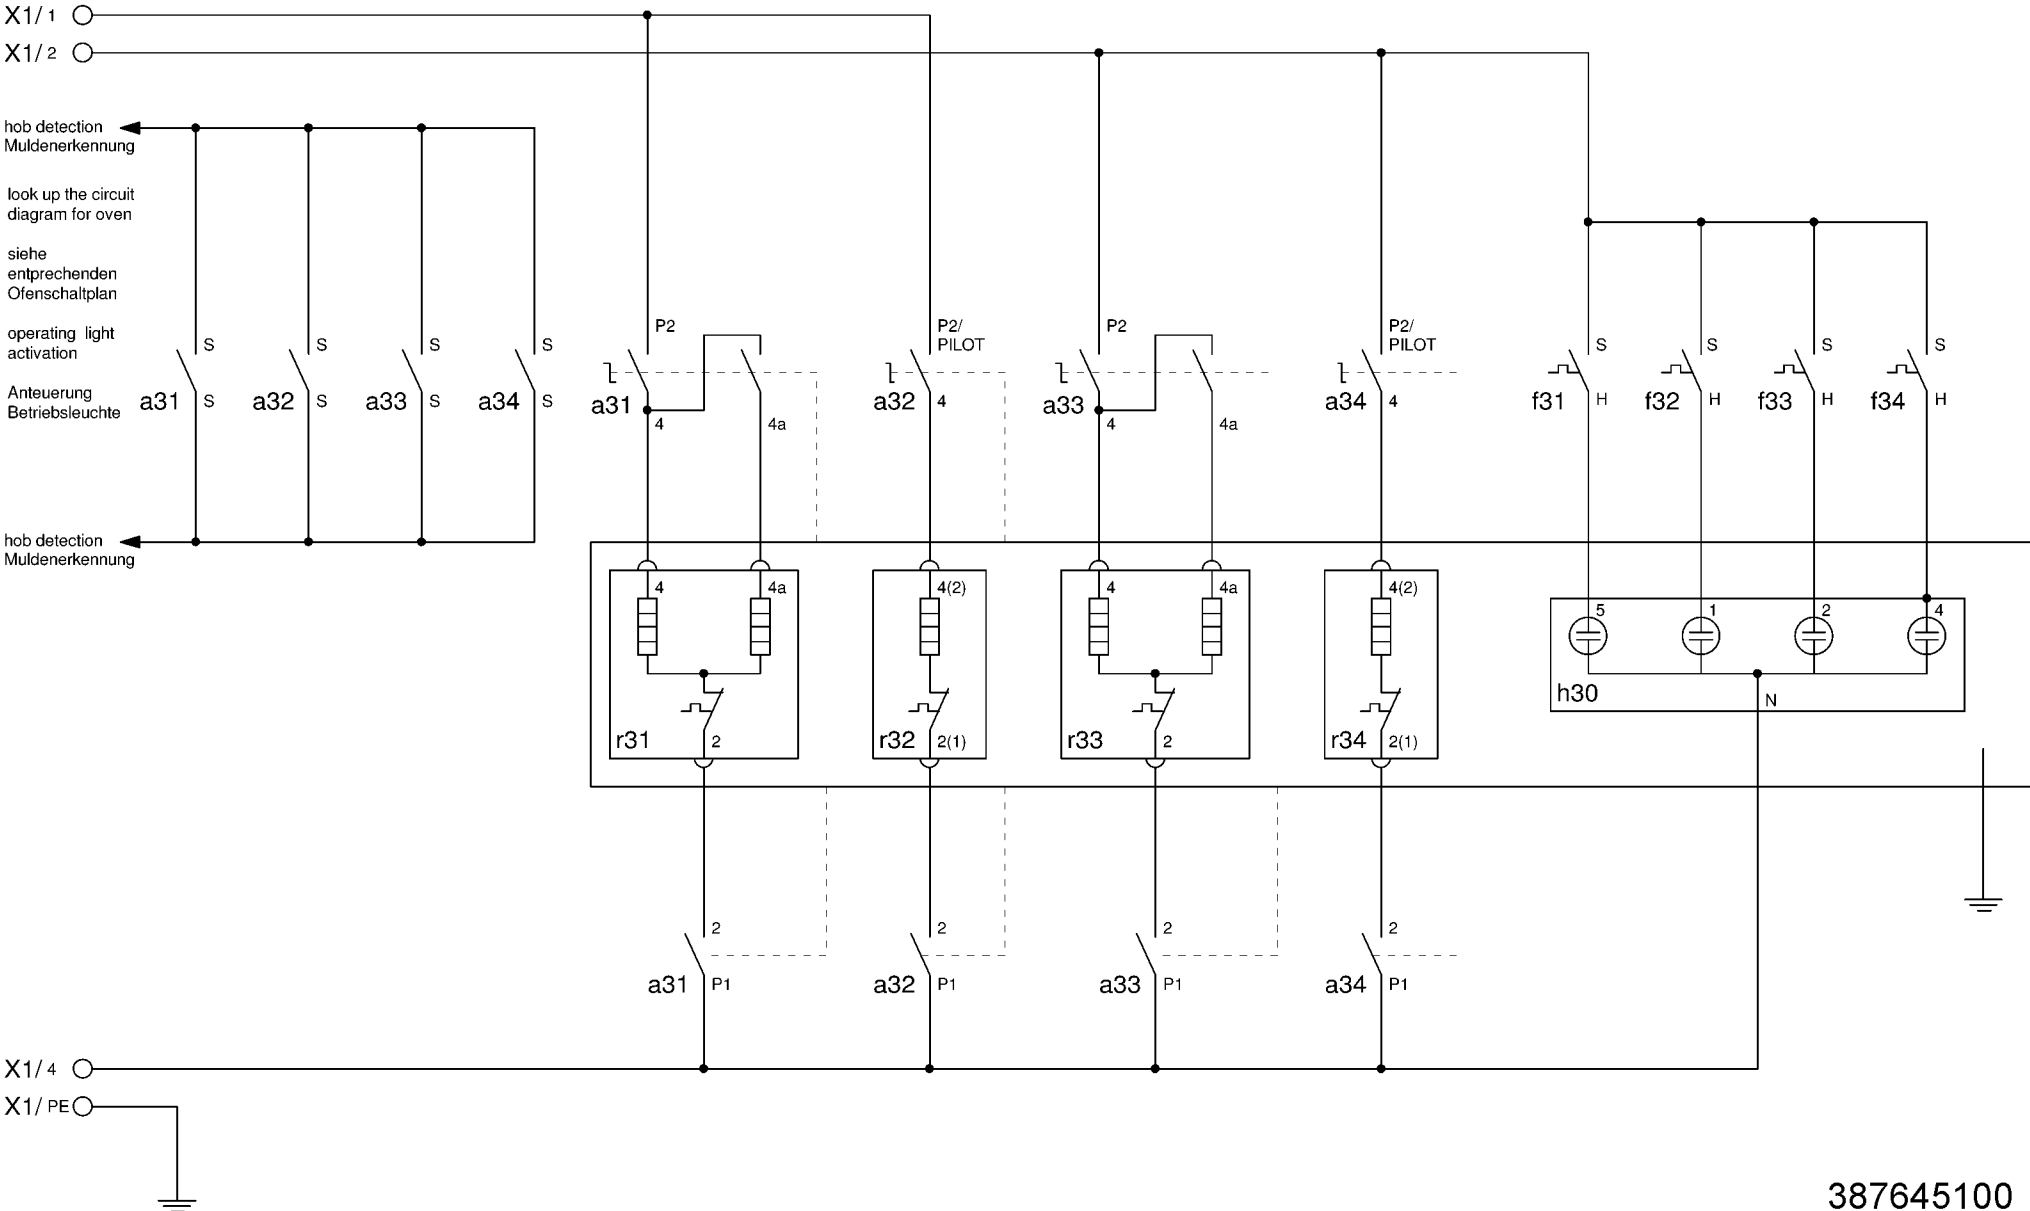 X1/ 1
X1/ 2
hob detection
Muldenerkennung
look up the circuit
diagram for oven
siehe
entprechenden
Ofenschaltplan
operating light
activation
Anteuerung
Betriebsleuchte
S S S S P2 P2/ P2 P2/ S S S S
PILOT PILOT
a31 S a32 S a33 S a34 S a31 a32 4 a33 a34 4 f31 H f32 H f33 H f34 H
4 4a 4 4a
hob detection
Muldenerkennung
4 4a 4(2) 4 4a 4(2) 5 1 2 4
h30 N
r31 2 r32 2(1) r33 2 r34 2(1)
2 2 2 2
a31 P1 a32 P1 a33 P1 a34 P1
X1/ 4
X1/ PE
387645100